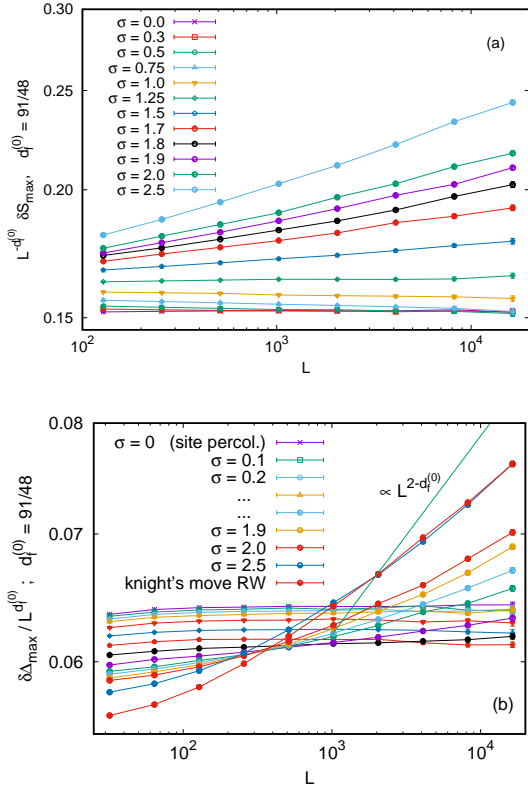 0.30
0.25
0.20
0.15
L^{-d_f^{(0)}} δS_{max},   d_f^{(0)} = 91/48
(a)
σ = 0.0
σ = 0.3
σ = 0.5
σ = 0.75
σ = 1.0
σ = 1.25
σ = 1.5
σ = 1.7
σ = 1.8
σ = 1.9
σ = 2.0
σ = 2.5
10^2 10^3 10^4
L
0.08
0.07
0.06
δΔ_{max} / L^{d_f^{(0)}} ;  d_f^{(0)} = 91/48
σ = 0 (site percol.)
σ = 0.1
σ = 0.2
...
...
σ = 1.9
σ = 2.0
σ = 2.5
knight's move RW
∝ L^{2-d_f^{(0)}}
(b)
10^2 10^3 10^4
L